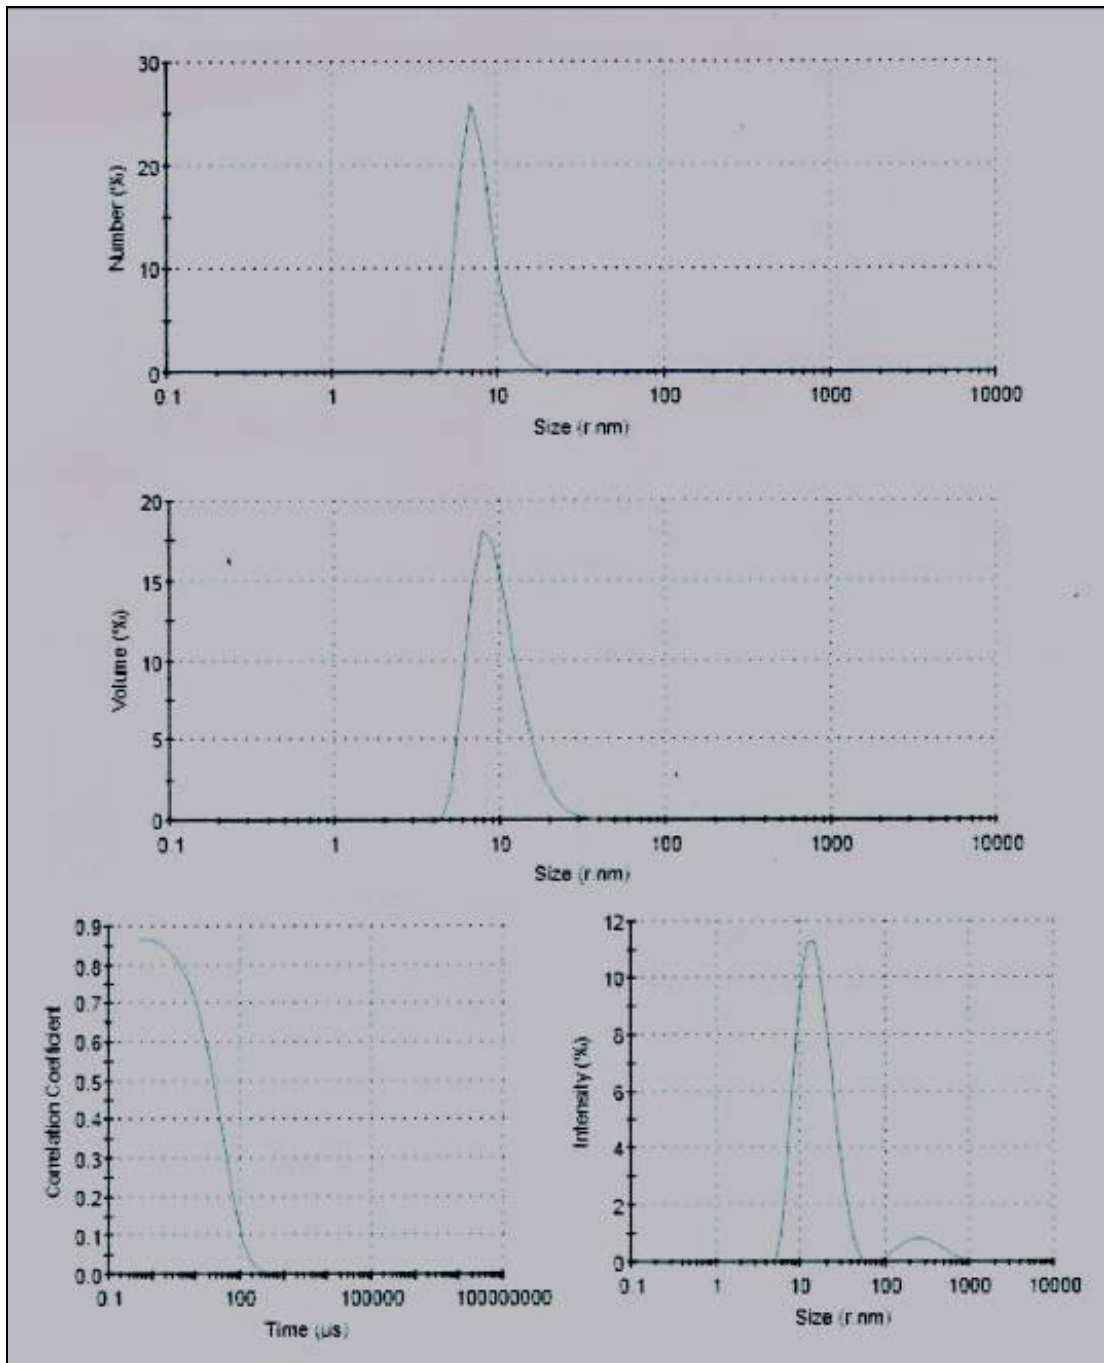 30
20
10
0
Number (%)
0.1 1 10 100 1000 10000
Size (r.nm)
20
15
10
5
0
Volume (%)
0.1 1 10 100 1000 10000
Size (r.nm)
0.9
0.8
0.7
0.6
0.5
0.4
0.3
0.2
0.1
0.0
Correlation Coefficient
0.1 100 100000 100000000
Time (µs)
12
10
8
6
4
2
0
Intensity (%)
0.1 1 10 100 1000 10000
Size (r.nm)